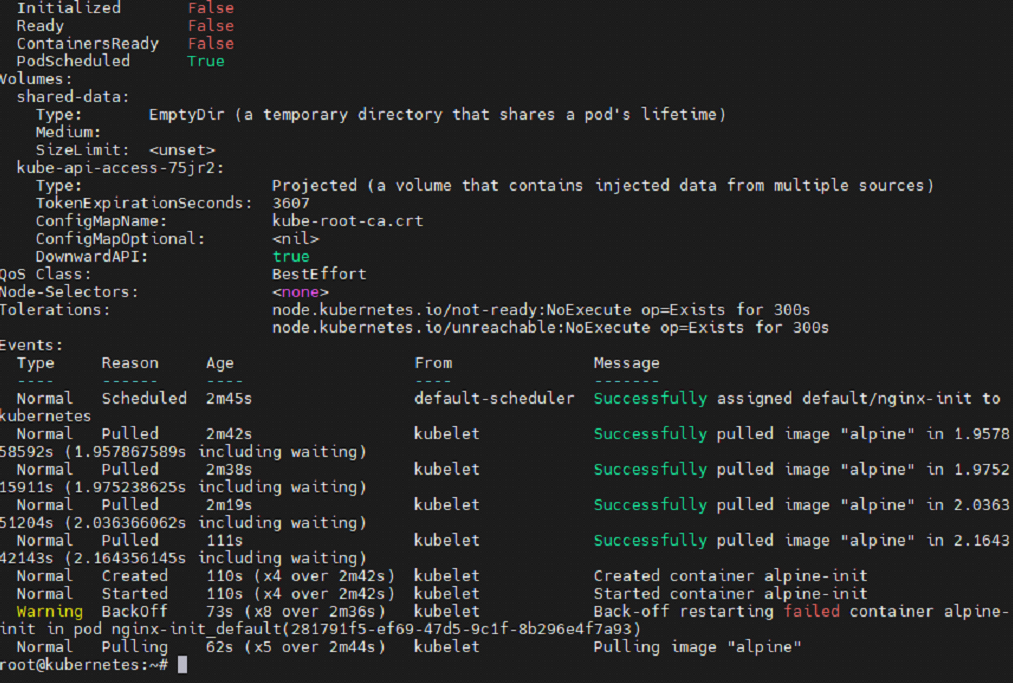 Initialized False
Ready False
ContainersReady False
PodScheduled True
Volumes:
shared-data:
Type: EmptyDir (a temporary directory that shares a pod's lifetime)
Medium:
SizeLimit: <unset>
kube-api-access-75jr2:
Type: Projected (a volume that contains injected data from multiple sources)
TokenExpirationSeconds: 3607
ConfigMapName: kube-root-ca.crt
ConfigMapOptional: <nil>
DownwardAPI: true
QoS Class: BestEffort
Node-Selectors: <none>
Tolerations: node.kubernetes.io/not-ready:NoExecute op=Exists for 300s
node.kubernetes.io/unreachable:NoExecute op=Exists for 300s
Events:
Type Reason Age From Message
---- ------ ---- ---- -------
Normal Scheduled 2m45s default-scheduler Successfully assigned default/nginx-init to
kubernetes
Normal Pulled 2m42s kubelet Successfully pulled image "alpine" in 1.9578
58592s (1.957867589s including waiting)
Normal Pulled 2m38s kubelet Successfully pulled image "alpine" in 1.9752
15911s (1.975238625s including waiting)
Normal Pulled 2m19s kubelet Successfully pulled image "alpine" in 2.0363
51204s (2.036366062s including waiting)
Normal Pulled 111s kubelet Successfully pulled image "alpine" in 2.1643
42143s (2.164356145s including waiting)
Normal Created 110s (x4 over 2m42s) kubelet Created container alpine-init
Normal Started 110s (x4 over 2m42s) kubelet Started container alpine-init
Warning BackOff 73s (x8 over 2m36s) kubelet Back-off restarting failed container alpine-
init in pod nginx-init_default(281791f5-ef69-47d5-9c1f-8b296e4f7a93)
Normal Pulling 62s (x5 over 2m44s) kubelet Pulling image "alpine"
root@kubernetes:~#